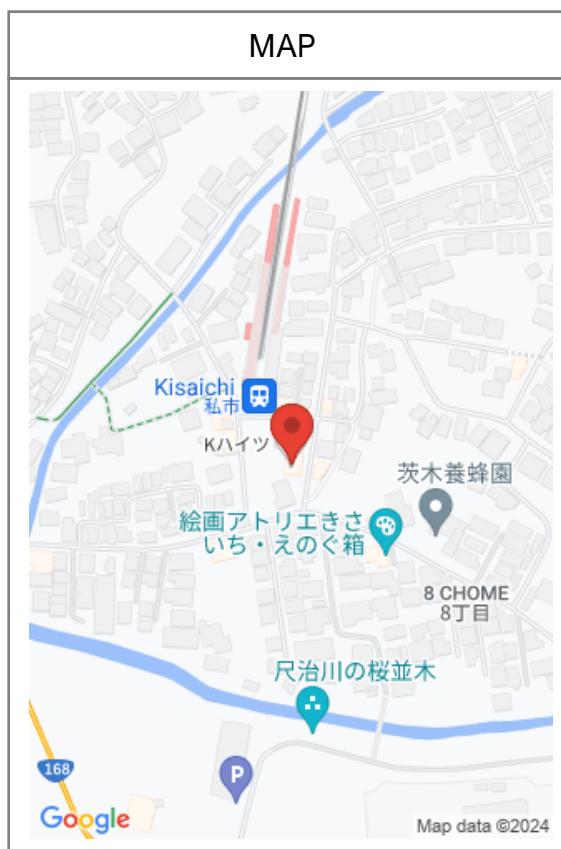 MAP
Kisaichi
私市
Kハイツ
茨木養蜂園
絵画アトリエきさ
いち・えのぐ箱
8 CHOME
8丁目
尺治川の桜並木
P
168
Google
Map data ©2024